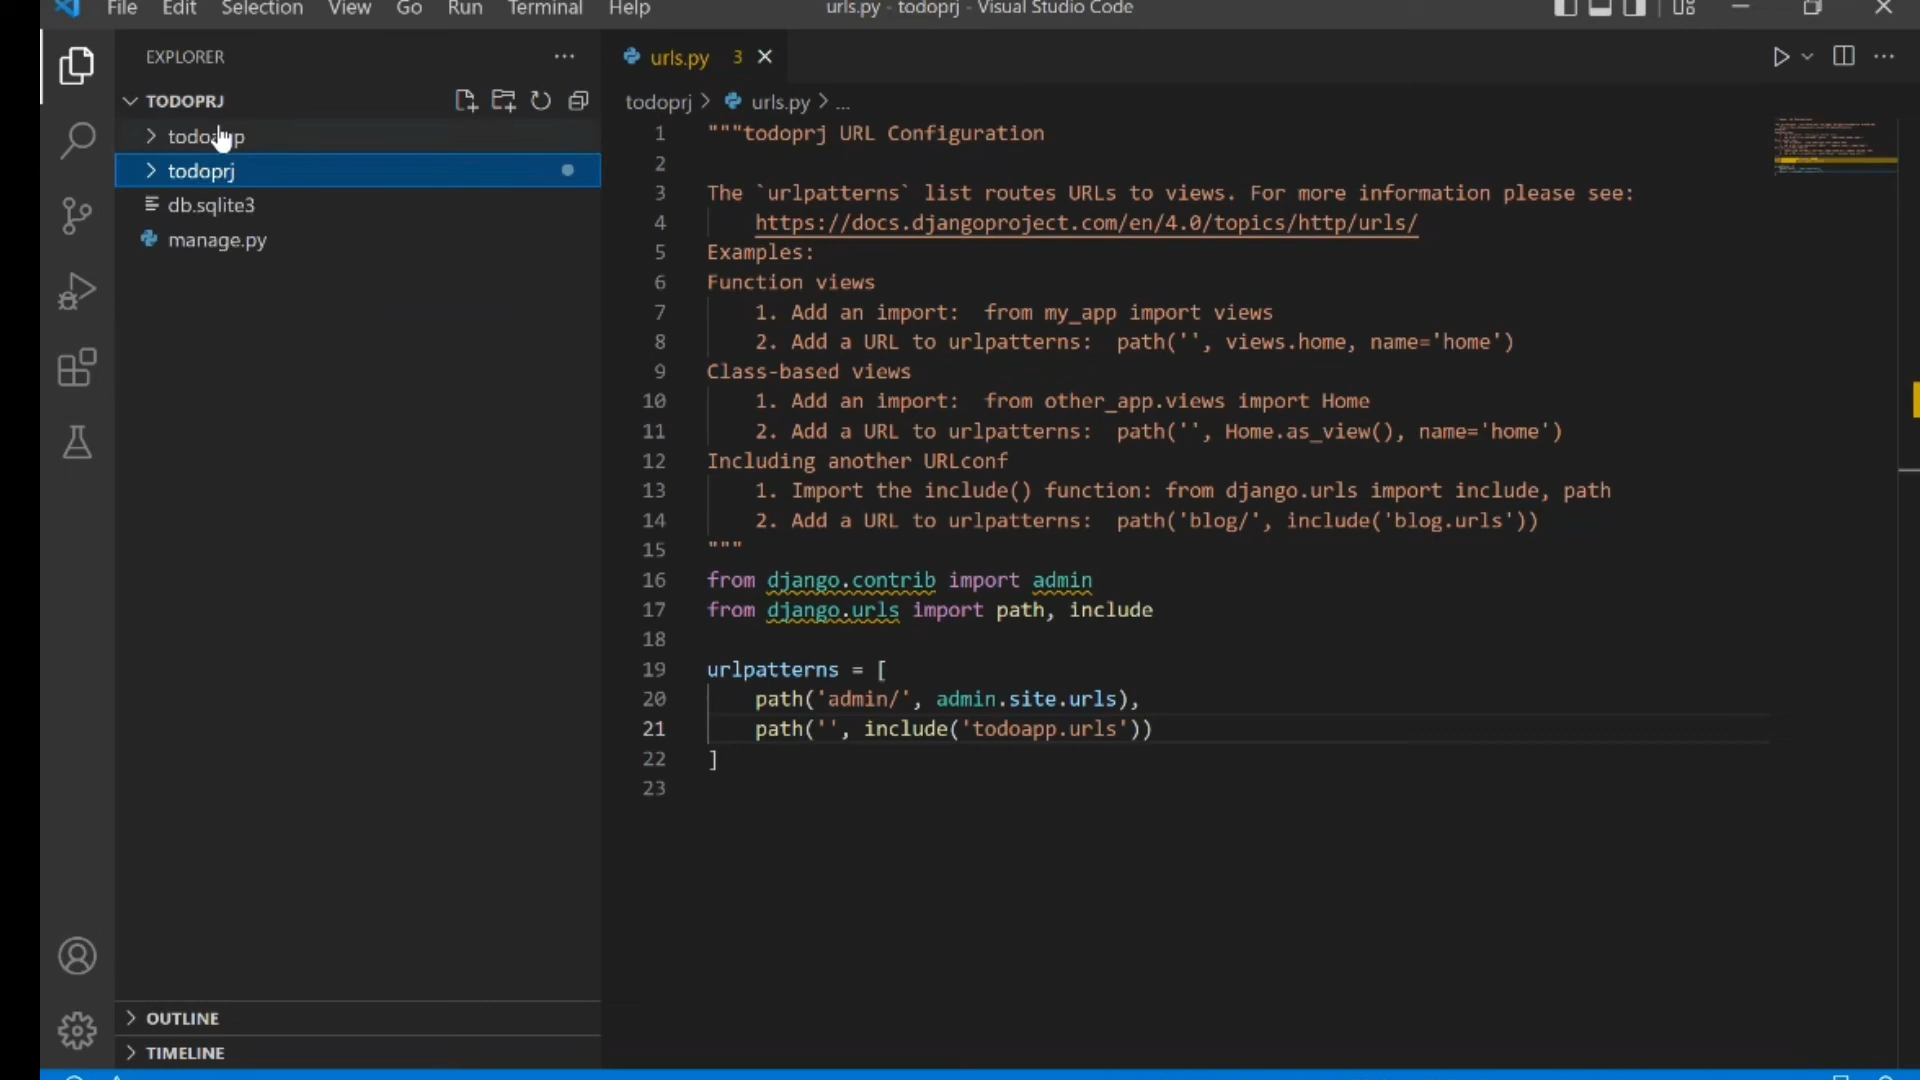 File Edit Selection View Go Run Terminal Help urls.py - todoprj - Visual Studio Code
EXPLORER
TODOPRJ
todoprj
db.sqlite3
manage.py
OUTLINE
TIMELINE
urls.py 3
todoprj > urls.py > ...
1 """todoprj URL Configuration
2
3 The `urlpatterns` list routes URLs to views. For more information please see:
4 https://docs.djangoproject.com/en/4.0/topics/http/urls/
5 Examples:
6 Function views
7 1. Add an import:  from my_app import views
8 2. Add a URL to urlpatterns:  path('', views.home, name='home')
9 Class-based views
10 1. Add an import:  from other_app.views import Home
11 2. Add a URL to urlpatterns:  path('', Home.as_view(), name='home')
12 Including another URLconf
13 1. Import the include() function: from django.urls import include, path
14 2. Add a URL to urlpatterns:  path('blog/', include('blog.urls'))
15 """
16 from django.contrib import admin
17 from django.urls import path, include
18
19 urlpatterns = [
20 path('admin/', admin.site.urls),
21 path('', include('todoapp.urls'))
22 ]
23